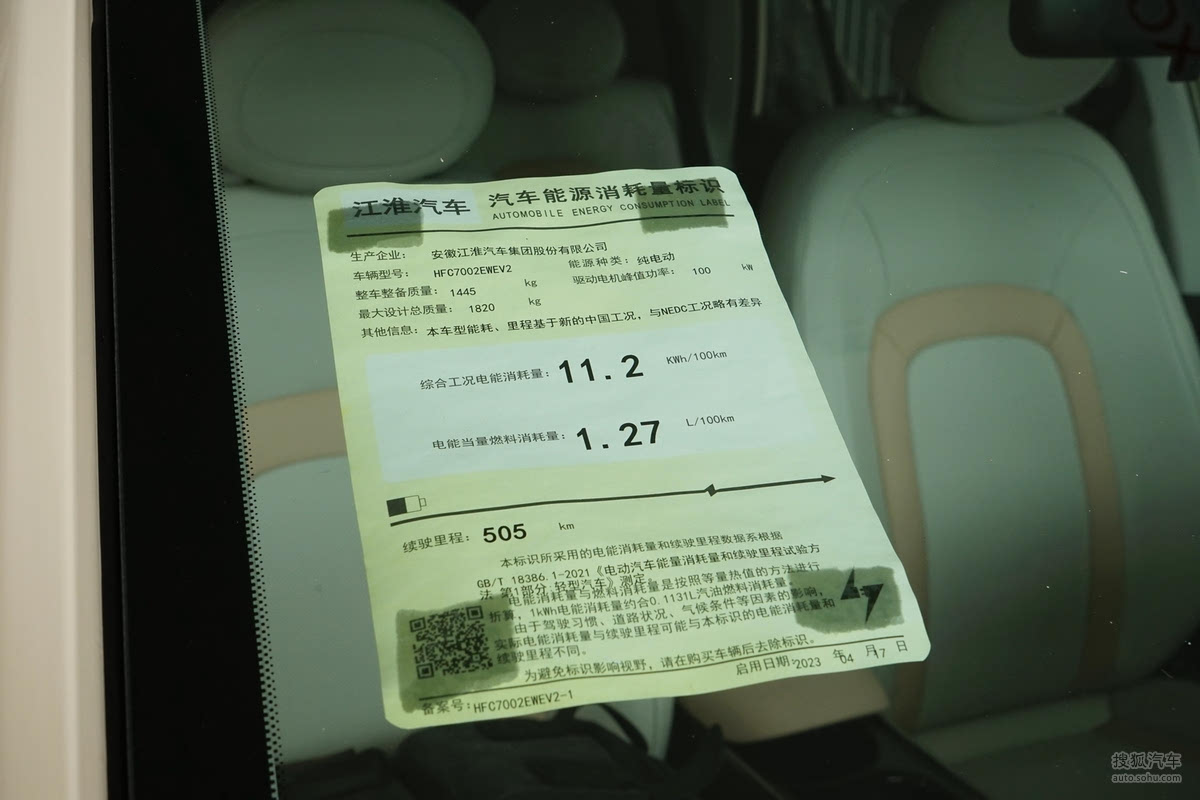 江淮汽车 汽车能源消耗量标识
AUTOMOBILE ENERGY CONSUMPTION LABEL
生产企业： 安徽江淮汽车集团股份有限公司
车辆型号： HFC7002EWEV2 能源种类：纯电动
整车整备质量： 1445 kg 驱动电机峰值功率： 100 kW
最大设计总质量： 1820 kg
其他信息：本车型能耗、里程基于新的中国工况，与NEDC工况略有差异
综合工况电能消耗量：11.2 KWh/100km
电能当量燃料消耗量：1.27 L/100km
续驶里程：505 km
本标识所采用的电能消耗量和续驶里程数据系根据
GB/T 18386.1-2021《电动汽车能量消耗量和续驶里程试验方
法 第1部分：轻型汽车》测定。
电能消耗量与燃料消耗量是按照等量热值的方法进行
折算，1kWh电能消耗量约合0.1131L汽油燃料消耗量。
由于驾驶习惯、道路状况、气候条件等因素的影响，
实际电能消耗量与续驶里程可能与本标识的电能消耗量和
续驶里程不同。
为避免标识影响视野，请在购买车辆后去除标识。
启用日期：2023 年 04 月 17 日
备案号：HFC7002EWEV2-1
搜狐汽车
auto.sohu.com